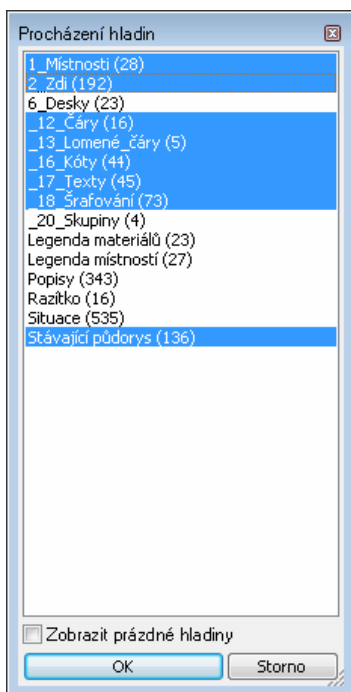 Procházení hladin
1_Místnosti (28)
2_Zdi (192)
6_Desky (23)
_12_Čáry (16)
_13_Lomené_čáry (5)
_16_Kóty (44)
_17_Texty (45)
_18_Šrafování (73)
_20_Skupiny (4)
Legenda materiálů (23)
Legenda místností (27)
Popisy (343)
Razítko (16)
Situace (535)
Stávající půdorys (136)
Zobrazit prázdné hladiny
OK Storno